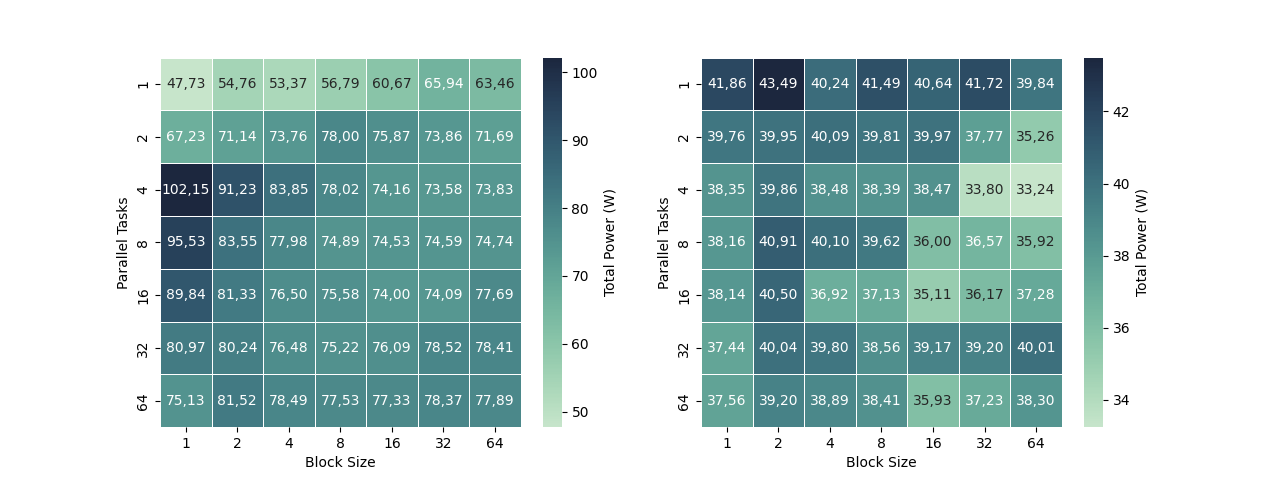 1 47,73 54,76 53,37 56,79 60,67 65,94 63,46
2 67,23 71,14 73,76 78,00 75,87 73,86 71,69
4 102,15 91,23 83,85 78,02 74,16 73,58 73,83
8 95,53 83,55 77,98 74,89 74,53 74,59 74,74
16 89,84 81,33 76,50 75,58 74,00 74,09 77,69
32 80,97 80,24 76,48 75,22 76,09 78,52 78,41
64 75,13 81,52 78,49 77,53 77,33 78,37 77,89
1 2 4 8 16 32 64
Block Size
Parallel Tasks
100
90
80
70
60
50
Total Power (W)
1 41,86 43,49 40,24 41,49 40,64 41,72 39,84
2 39,76 39,95 40,09 39,81 39,97 37,77 35,26
4 38,35 39,86 38,48 38,39 38,47 33,80 33,24
8 38,16 40,91 40,10 39,62 36,00 36,57 35,92
16 38,14 40,50 36,92 37,13 35,11 36,17 37,28
32 37,44 40,04 39,80 38,56 39,17 39,20 40,01
64 37,56 39,20 38,89 38,41 35,93 37,23 38,30
1 2 4 8 16 32 64
Block Size
Parallel Tasks
42
40
38
36
34
Total Power (W)